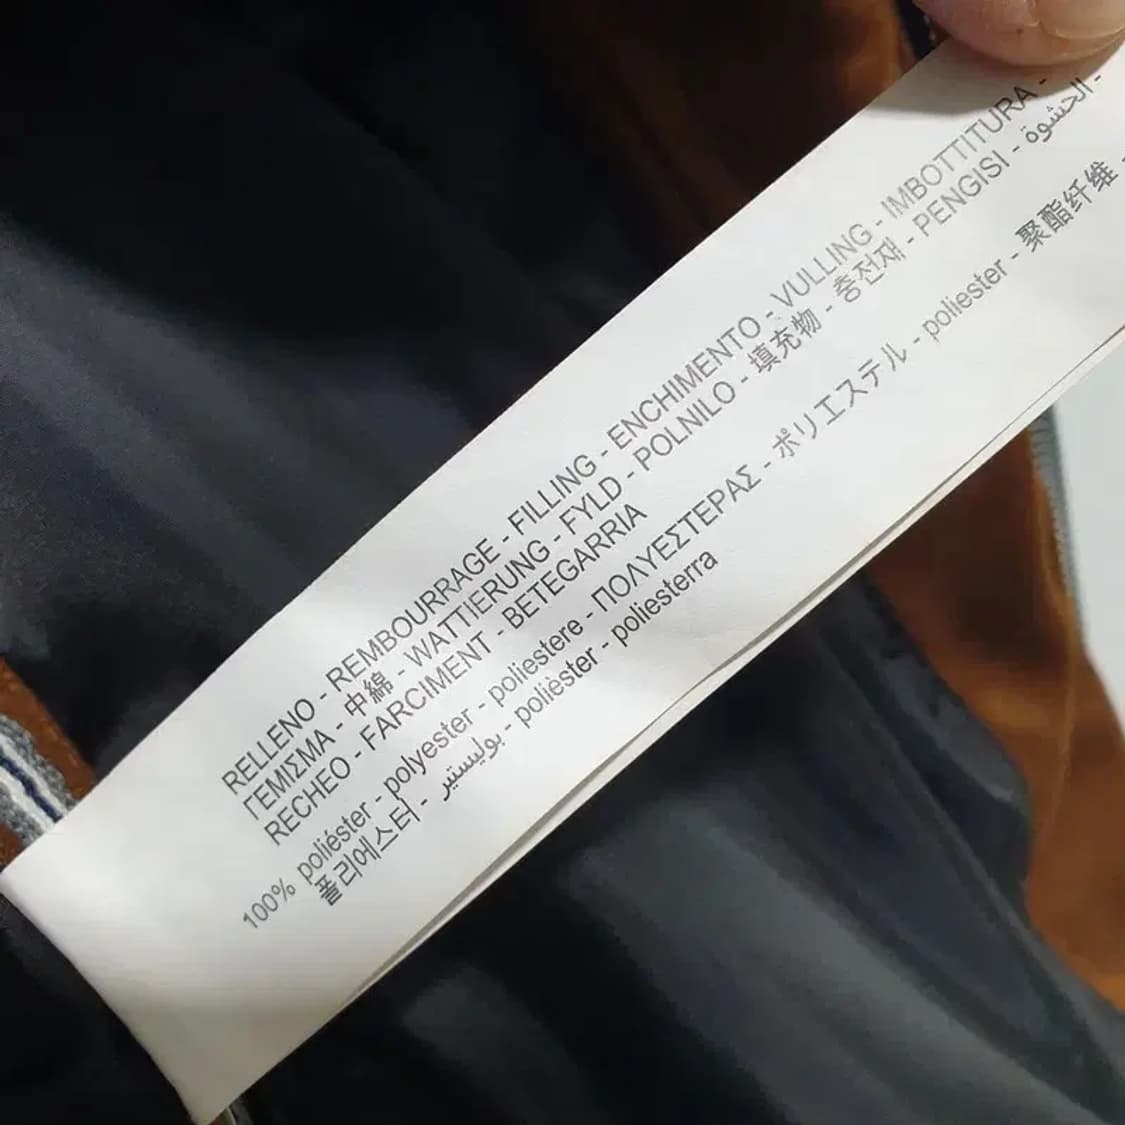 RELLENO - REMBOURRAGE - FILLING - ENCHIMENTO - VULLING - IMBOTTITURA -
ΓΕΜΙΣΜΑ - 中綿 - WATTIERUNG - FYLD - POLNILO - 填充物 - 충전재 - PENGISI - الحشوة -
RECHEO - FARCIMENT - BETEGARRIA
100% poliéster - polyester - poliestere - ΠΟΛΥΕΣΤΕΡΑΣ - ポリエステル - poliester - 聚酯纤维 -
폴리에스터 - بوليستير - polièster - poliesterra